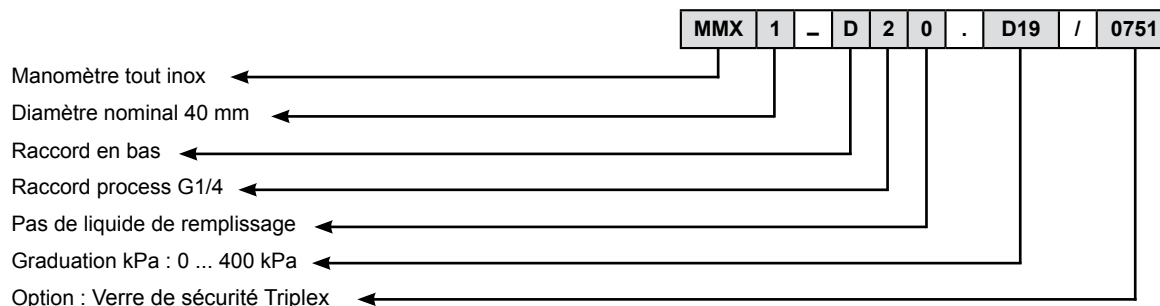 MMX 1 – D 2 0 . D19 / 0751
Manomètre tout inox
Diamètre nominal 40 mm
Raccord en bas
Raccord process G1/4
Pas de liquide de remplissage
Graduation kPa : 0 ... 400 kPa
Option : Verre de sécurité Triplex